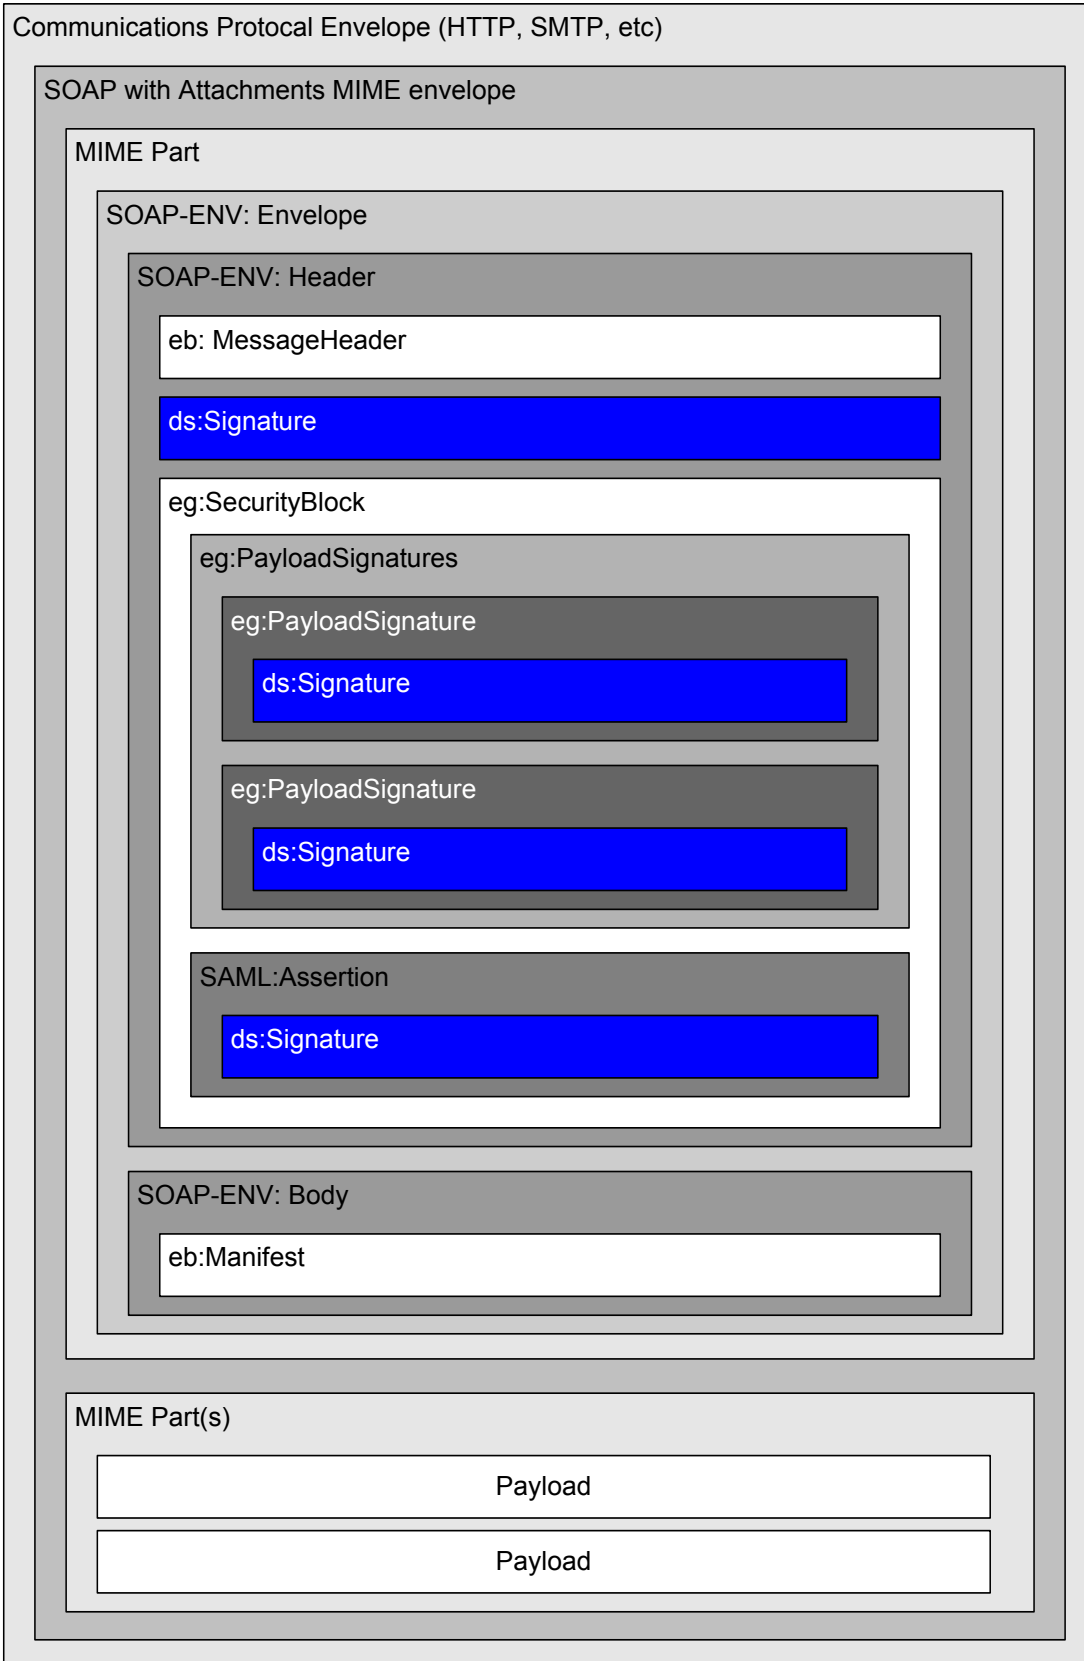 Communications Protocal Envelope (HTTP, SMTP, etc)
SOAP with Attachments MIME envelope
MIME Part
SOAP-ENV: Envelope
SOAP-ENV: Header
eb: MessageHeader
ds:Signature
eg:SecurityBlock
eg:PayloadSignatures
eg:PayloadSignature
ds:Signature
eg:PayloadSignature
ds:Signature
SAML:Assertion
ds:Signature
SOAP-ENV: Body
eb:Manifest
MIME Part(s)
Payload
Payload